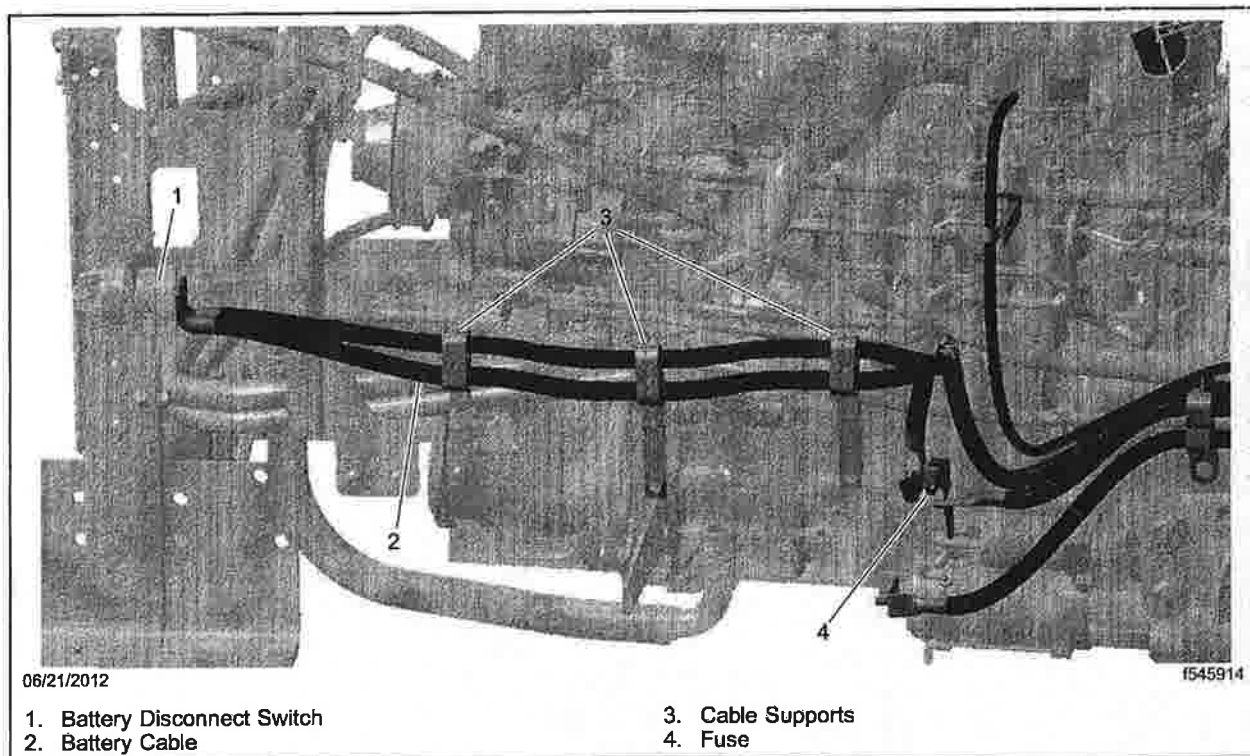 1
3
2
4
06/21/2012
f545914
1. Battery Disconnect Switch
2. Battery Cable
3. Cable Supports
4. Fuse